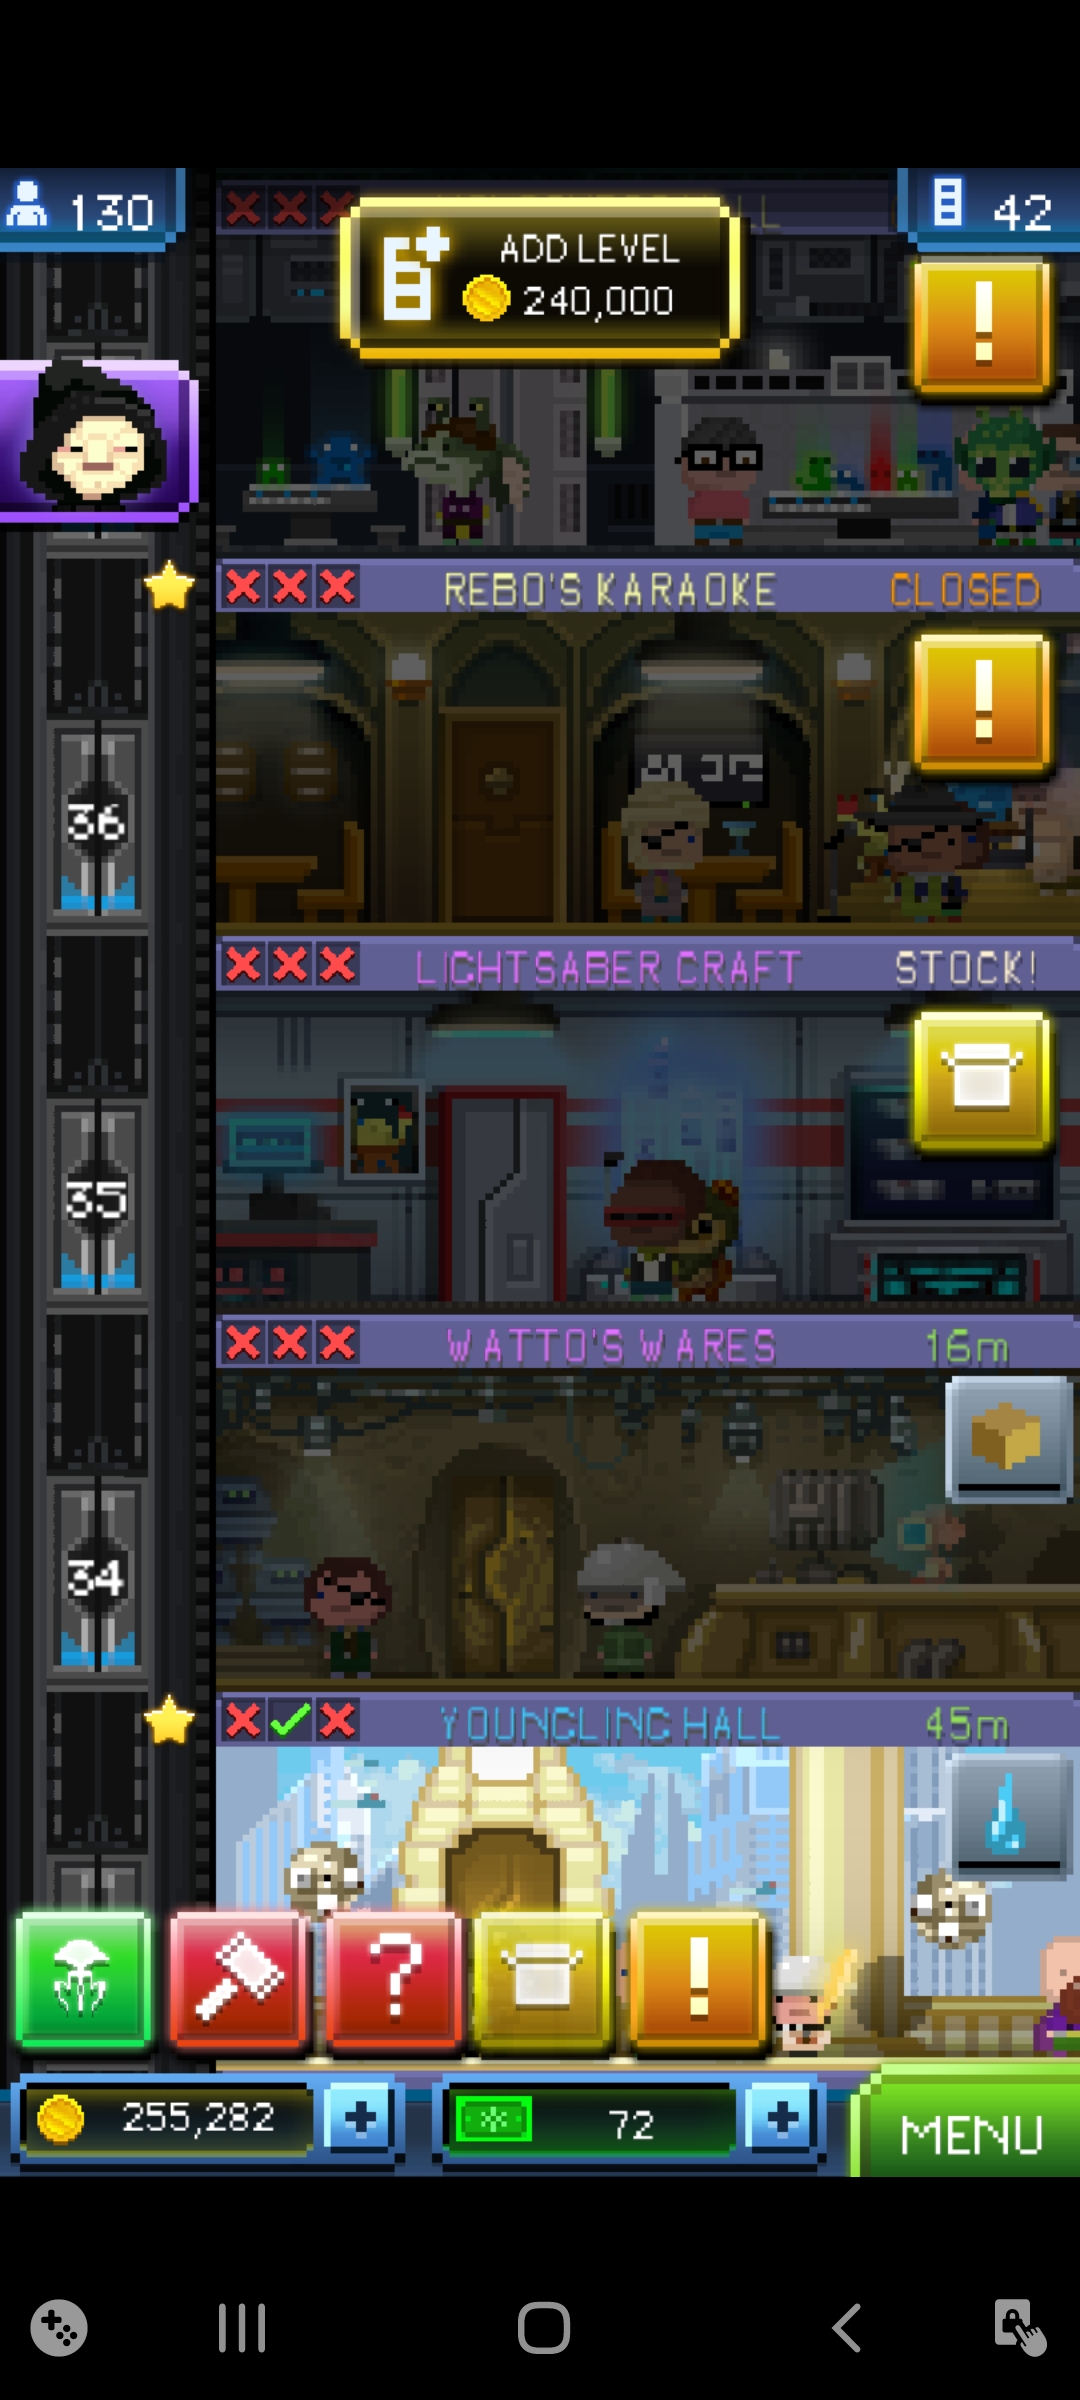 130
42
ADD LEVEL
240,000
REBO'S KARAOKE
CLOSED
36
LIGHTSABER CRAFT
STOCK!
35
WATTO'S WARES
16m
34
YOUNGLING HALL
45m
255,282
72
MENU